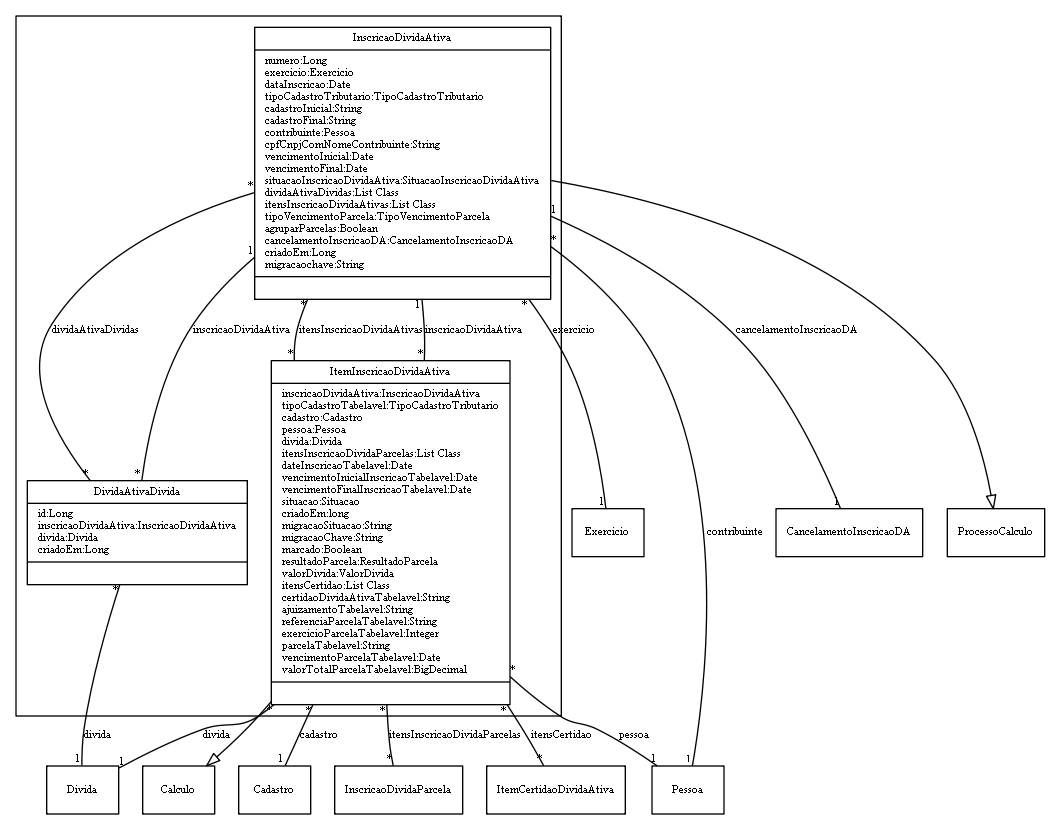 InscricaoDividaAtiva
numero:Long
exercicio:Exercicio
dataInscricao:Date
tipoCadastroTributario:TipoCadastroTributario
cadastroInicial:String
cadastroFinal:String
contribuinte:Pessoa
cpfCnpjComNomeContribuinte:String
vencimentoInicial:Date
vencimentoFinal:Date
situacaoInscricaoDividaAtiva:SituacaoInscricaoDividaAtiva
dividaAtivaDividas:List Class
itensInscricaoDividaAtivas:List Class
tipoVencimentoParcela:TipoVencimentoParcela
agruparParcelas:Boolean
cancelamentoInscricaoDA:CancelamentoInscricaoDA
criadoEm:Long
migracaochave:String
*
1
1
*
* 1 *
dividaAtivaDividas
inscricaoDividaAtiva
itensInscricaoDividaAtivas
inscricaoDividaAtiva
exercicio
cancelamentoInscricaoDA
* *
ItemInscricaoDividaAtiva
inscricaoDividaAtiva:InscricaoDividaAtiva
tipoCadastroTabelavel:TipoCadastroTributario
cadastro:Cadastro
pessoa:Pessoa
divida:Divida
itensInscricaoDividaParcelas:List Class
dateInscricaoTabelavel:Date
vencimentoInicialInscricaoTabelavel:Date
vencimentoFinalInscricaoTabelavel:Date
situacao:Situacao
criadoEm:long
migracaoSituacao:String
migracaoChave:String
marcado:Boolean
resultadoParcela:ResultadoParcela
valorDivida:ValorDivida
itensCertidao:List Class
certidaoDividaAtivaTabelavel:String
ajuizamentoTabelavel:String
referenciaParcelaTabelavel:String
exercicioParcelaTabelavel:Integer
parcelaTabelavel:String
vencimentoParcelaTabelavel:Date
valorTotalParcelaTabelavel:BigDecimal
* *
DividaAtivaDivida
id:Long
inscricaoDividaAtiva:InscricaoDividaAtiva
divida:Divida
criadoEm:Long
*
1
Exercicio
1
CancelamentoInscricaoDA
ProcessoCalculo
contribuinte
*
* * * *
divida
divida
cadastro
itensInscricaoDividaParcelas
itensCertidao
pessoa
1 1 1 * * 1 1
Divida
Calculo
Cadastro
InscricaoDividaParcela
ItemCertidaoDividaAtiva
Pessoa